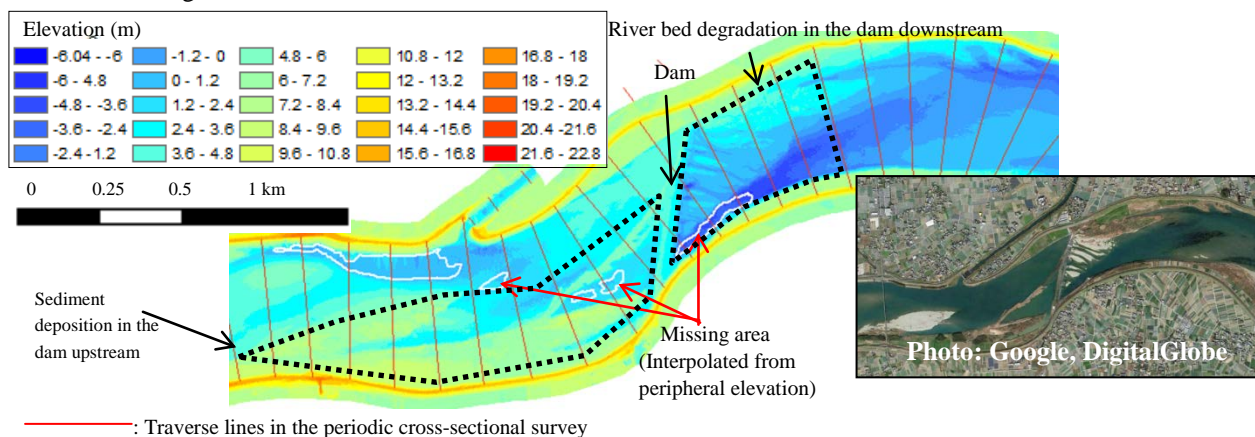 Elevation (m)
-6.04 - -6
-6 - 4.8
-4.8 - -3.6
-3.6 - -2.4
-2.4 - 1.2
-1.2 - 0
0 - 1.2
1.2 - 2.4
2.4 - 3.6
3.6 - 4.8
4.8 - 6
6 - 7.2
7.2 - 8.4
8.4 - 9.6
9.6 - 10.8
10.8 - 12
12 - 13.2
13.2 - 14.4
14.4 - 15.6
15.6 - 16.8
16.8 - 18
18 - 19.2
19.2 - 20.4
20.4 - 21.6
21.6 - 22.8
0 0.25 0.5 1 km
River bed degradation in the dam downstream
Dam
Sediment
deposition in the
dam upstream
Missing area
(Interpolated from
peripheral elevation)
Photo: Google, DigitalGlobe
: Traverse lines in the periodic cross-sectional survey